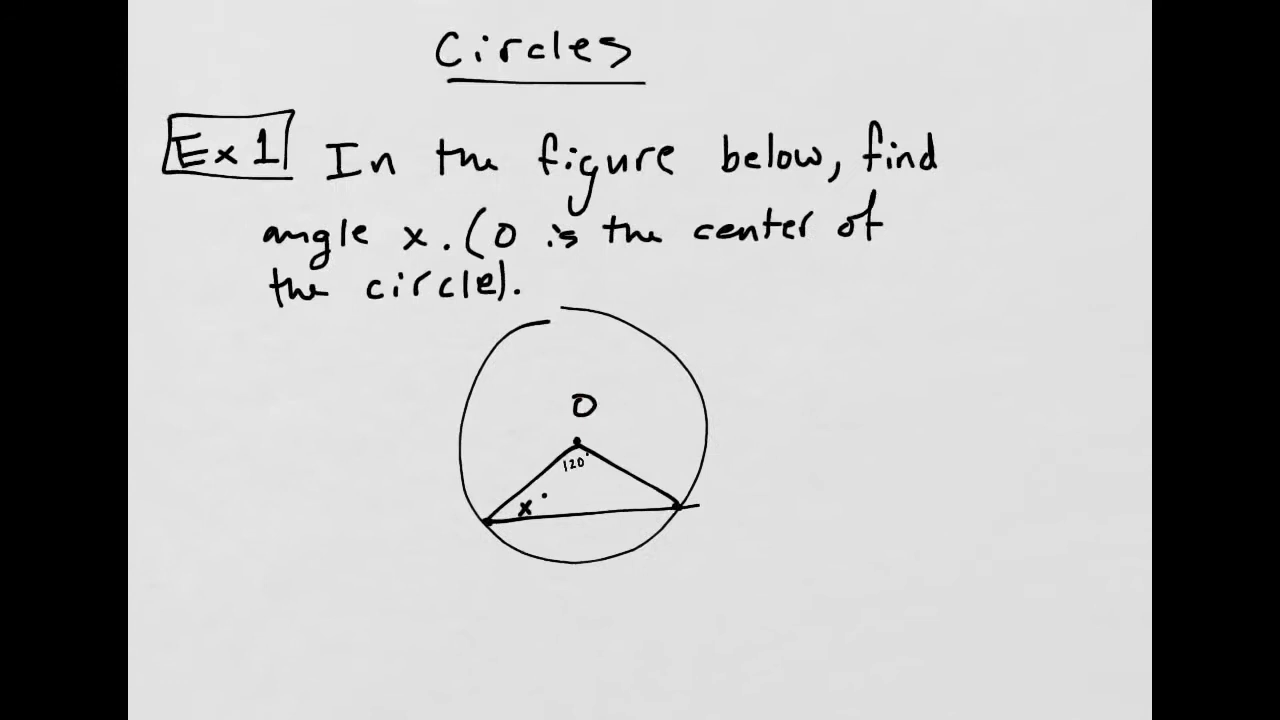 Circles
Ex 1 In the figure below, find
angle x. (O is the center of
the circle).
O
120°
x°